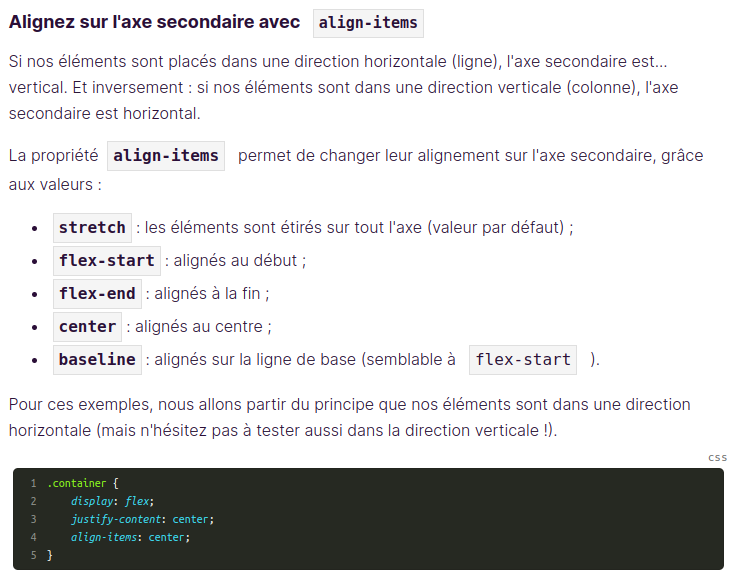 Alignez sur l'axe secondaire avec align-items
Si nos éléments sont placés dans une direction horizontale (ligne), l'axe secondaire est...
vertical. Et inversement : si nos éléments sont dans une direction verticale (colonne), l'axe
secondaire est horizontal.
La propriété align-items permet de changer leur alignement sur l'axe secondaire, grâce
aux valeurs :
• stretch : les éléments sont étirés sur tout l'axe (valeur par défaut) ;
• flex-start : alignés au début ;
• flex-end : alignés à la fin ;
• center : alignés au centre ;
• baseline : alignés sur la ligne de base (semblable à flex-start ).
Pour ces exemples, nous allons partir du principe que nos éléments sont dans une direction
horizontale (mais n'hésitez pas à tester aussi dans la direction verticale !).
css
1 .container {
2     display: flex;
3     justify-content: center;
4     align-items: center;
5 }